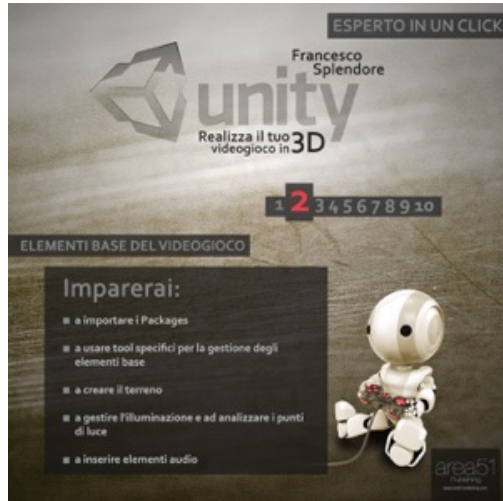 ESPERTO IN UN CLICK
Francesco
Splendore
unity
Realizza il tuo
videogioco in 3D
1 2 3 4 5 6 7 8 9 10
ELEMENTI BASE DEL VIDEOGIOCO
Imparerai:
a importare i Packages
a usare tool specifici per la gestione degli
elementi base
a creare il terreno
a gestire l'illuminazione e ad analizzare i punti
di luce
a inserire elementi audio
area51
Publishing